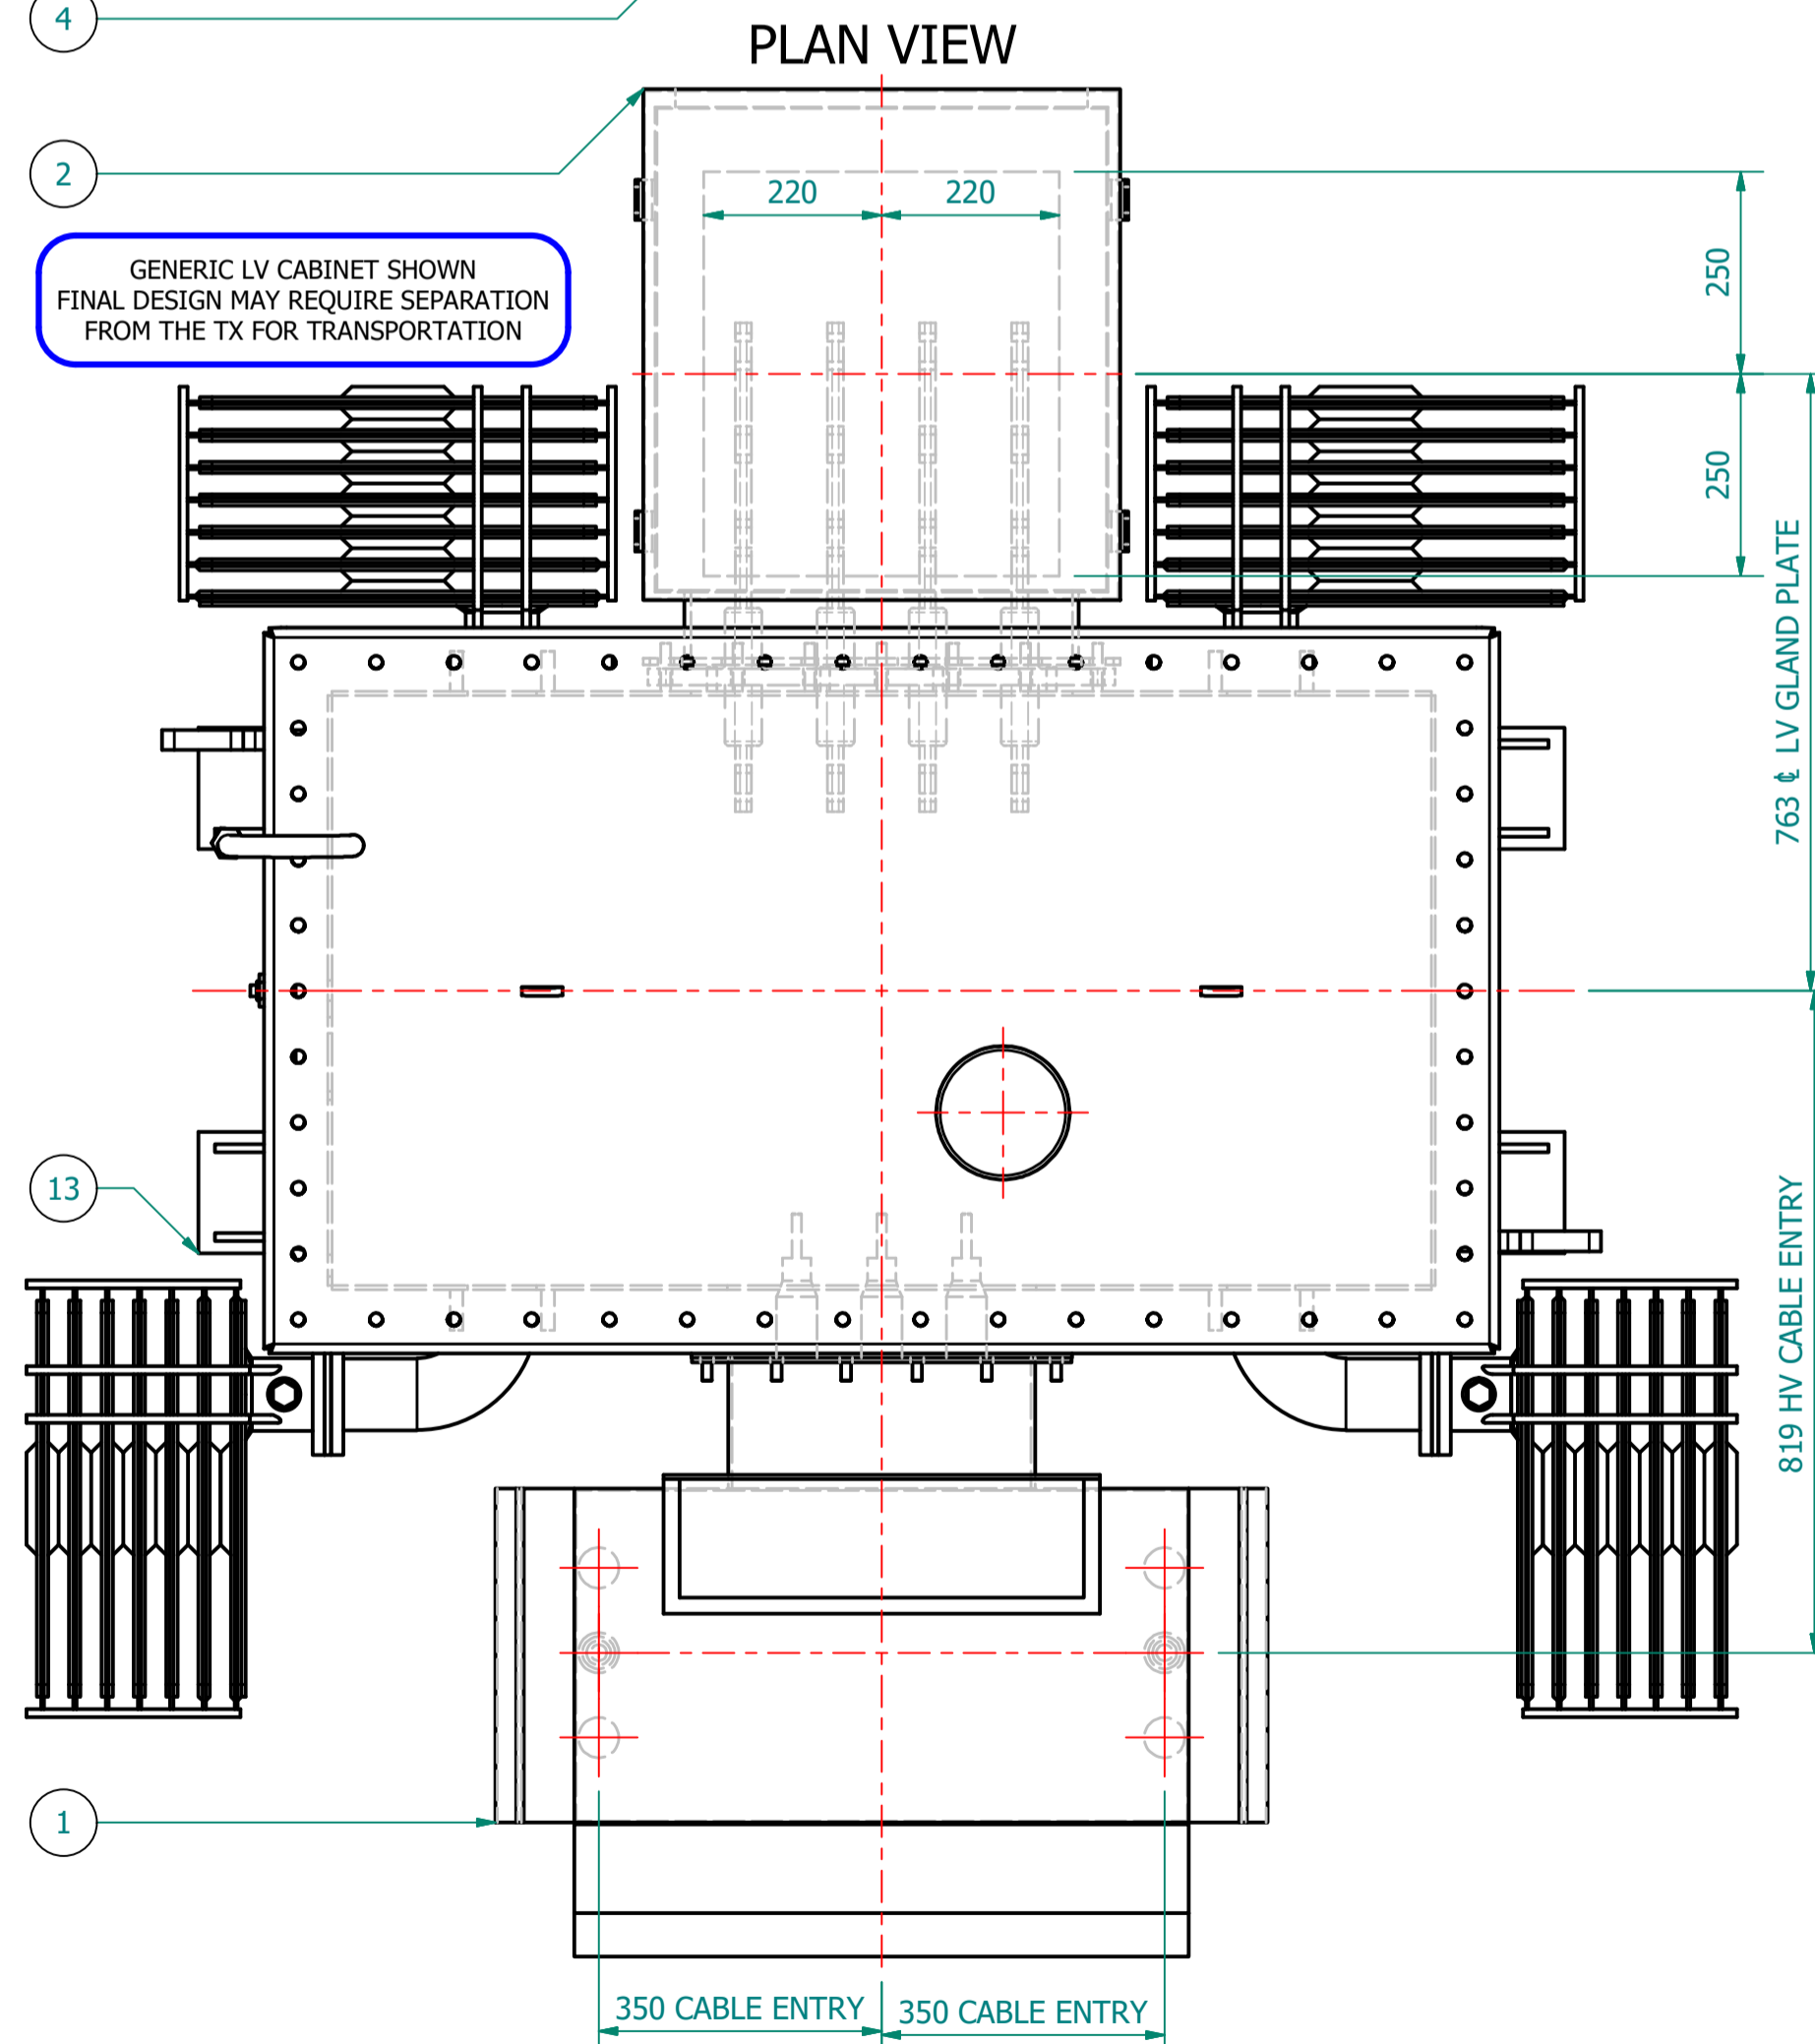 4
PLAN VIEW
2
220
220
250
GENERIC LV CABINET SHOWN
FINAL DESIGN MAY REQUIRE SEPARATION
FROM THE TX FOR TRANSPORTATION
250
763 ℄ LV GLAND PLATE
13
819 HV CABLE ENTRY
1
350 CABLE ENTRY
350 CABLE ENTRY